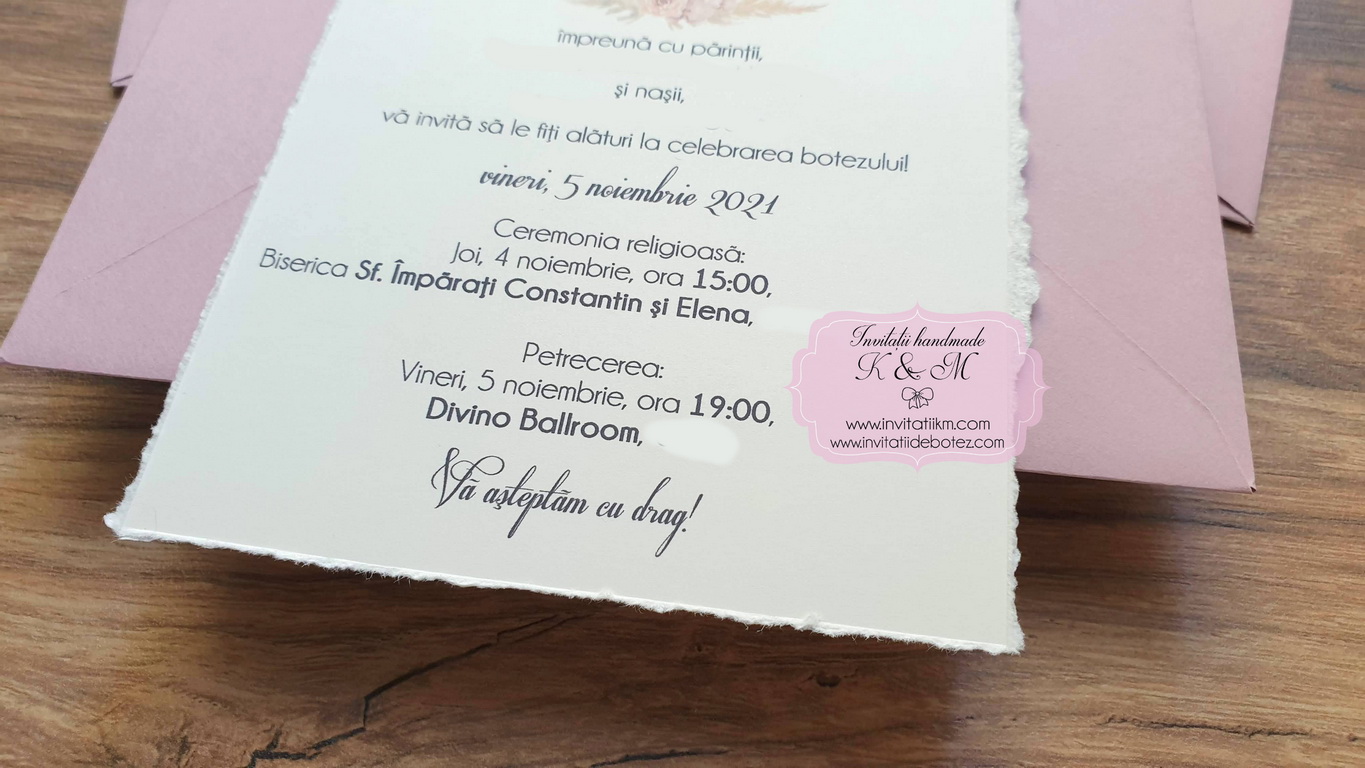 împreună cu părinții,
și nașii,
vă invită să le fiți alături la celebrarea botezului!
vineri, 5 noiembrie 2021
Ceremonia religioasă:
Joi, 4 noiembrie, ora 15:00,
Biserica Sf. Împărați Constantin și Elena,
Petrecerea:
Vineri, 5 noiembrie, ora 19:00,
Divino Ballroom,
Vă așteptăm cu drag!
Invitații handmade
K & M
www.invitatiikm.com
www.invitatiidebotez.com